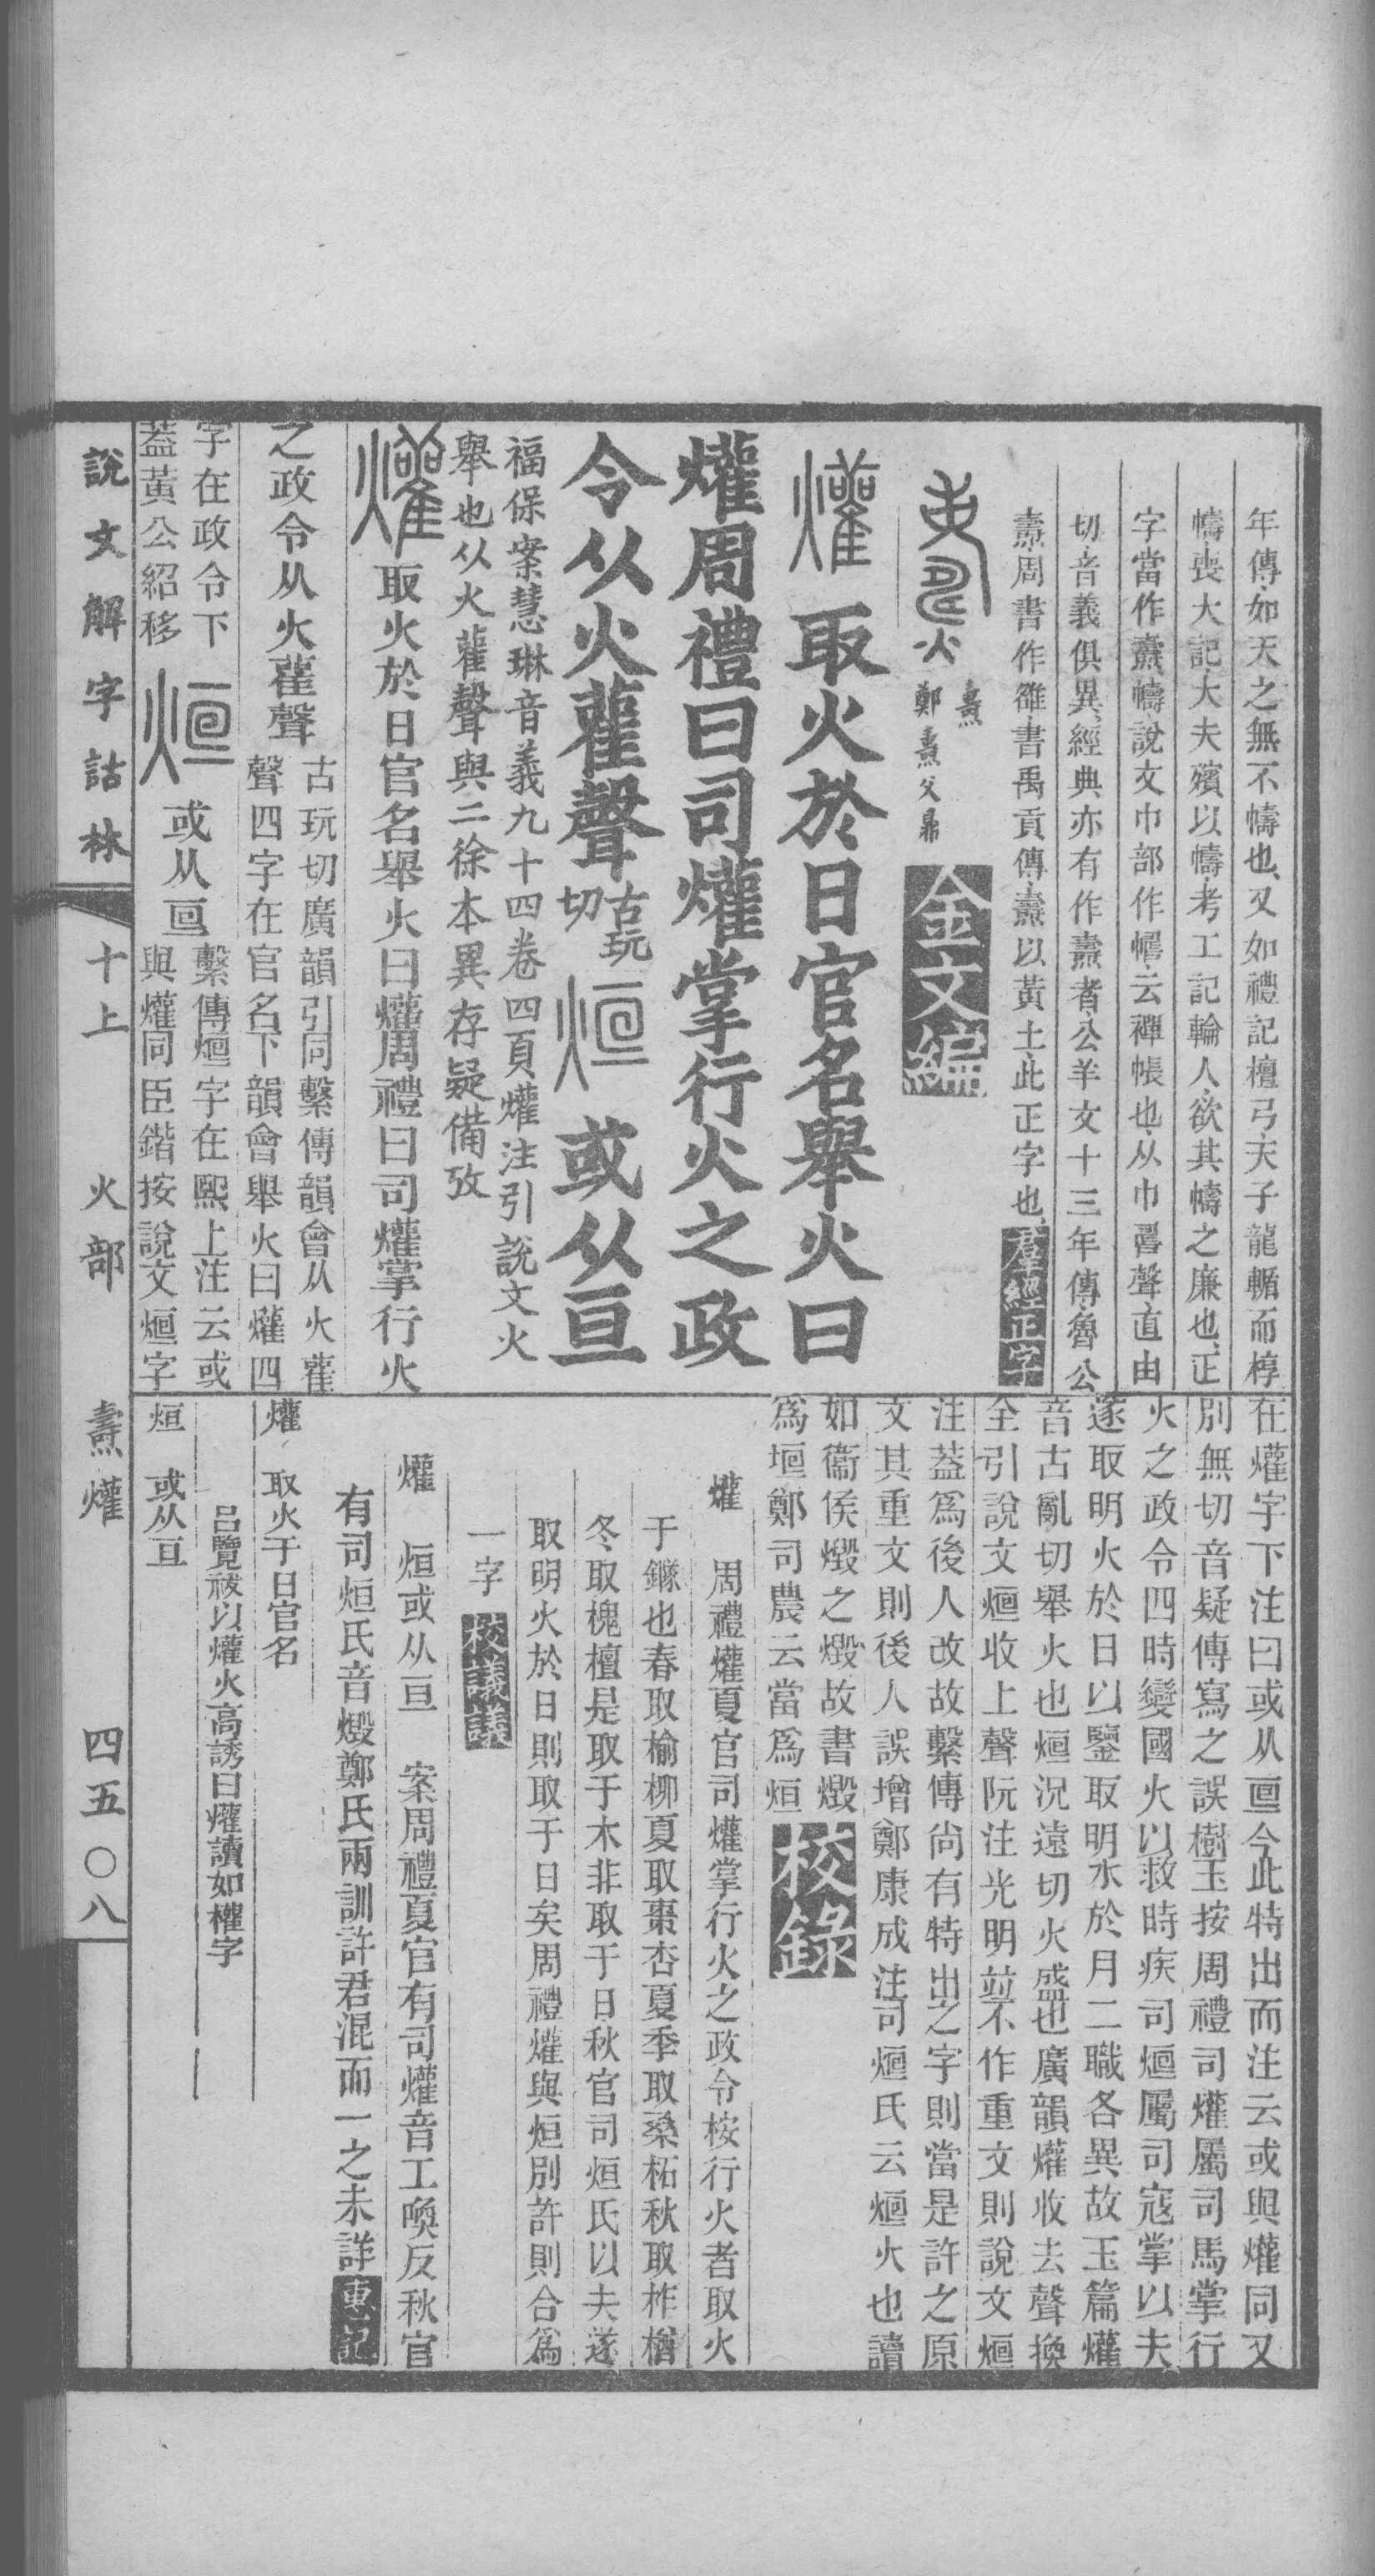 年傳如天之無不幬也又如禮記檀弓天子龍輴而椁
幬喪大記大夫殯以幬考工記輪人欲其幬之廉也正
字當作燾幬說文巾部作㠅云襌帳也从巾𠷎聲直由
切音義俱異經典亦有作燾者公羊文十三年傳魯公
燾周書作雒書禹貢傳燾以黃土此正字也羣經正字
燾
鄭燾父鼎
金文編
爟 取火於日官名舉火曰
爟周禮曰司爟掌行火之政
令从火雚聲古玩切 烜 或从亘
福保案慧琳音義九十四卷四頁爟注引說文火
舉也从火雚聲與二徐本異存疑備攷
爟取火於日官名舉火曰爟周禮曰司爟掌行火
之政令从火雚聲古玩切廣韻引同繫傳韻會从火雚
聲四字在官名下韻會舉火曰爟四
字在政令下
蓋黃公紹移
烜 或从𠄢繫傳烜字在熙上注云或
與爟同臣鍇按說文烜字
在爟字下注曰或从𠄢今此特出而注云或與爟同又
別無切音疑傳寫之誤樹玉按周禮司爟屬司馬掌行
火之政令四時變國火以救時疾司烜屬司寇掌以夫
遂取明火於日以鑒取明水於月二職各異故玉篇爟
音古亂切舉火也烜況遠切火盛也廣韻爟收去聲換
全引說文烜收上聲阮注光明竝不作重文則說文烜
注蓋爲後人改故繫傳尚有特出之字則當是許之原
文其重文則後人誤增鄭康成注司烜氏云烜火也讀
如衞侯燬之燬故書燬
爲垣鄭司農云當爲烜校錄
爟 周禮爟夏官司爟掌行火之政令桉行火者取火
于鐩也春取榆柳夏取棗杏夏季取桑柘秋取柞楢
冬取槐檀是取于木非取于日秋官司烜氏以夫遂
取明火於日則取于日矣周禮爟與烜別許則合爲
一字校議議
爟 烜或从亘 案周禮夏官有司爟音工喚反秋官
有司烜氏音燬鄭氏兩訓許君混而一之未詳惠記
爟 取火于日官名
呂覽祓以爟火高誘曰爟讀如權字
烜 或从亘
說文解字詁林 十上 火部 燾爟 四五〇八